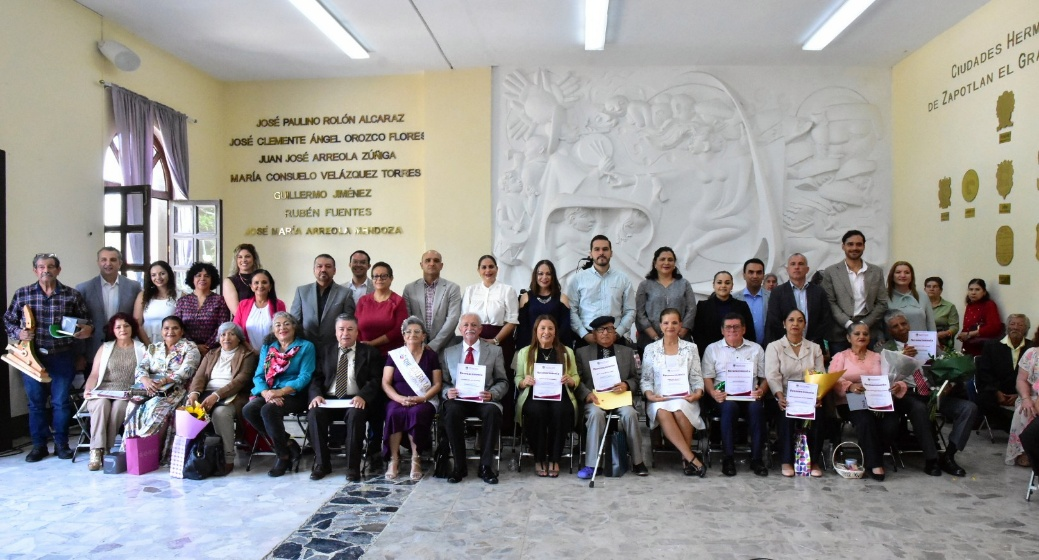 JOSÉ PAULINO ROLÓN ALCARAZ
JOSÉ CLEMENTE ÁNGEL OROZCO FLORES
JUAN JOSÉ ARREOLA ZÚÑIGA
MARÍA CONSUELO VELÁZQUEZ TORRES
GUILLERMO JIMÉNEZ
RUBÉN FUENTES
JOSÉ MARÍA ARREOLA MENDOZA
CIUDADES HERM
DE ZAPOTLAN EL GRA